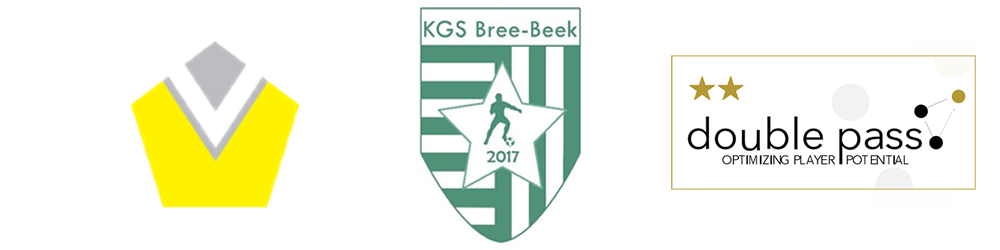 KGS Bree-Beek
2017
double pass
OPTIMIZING PLAYER POTENTIAL